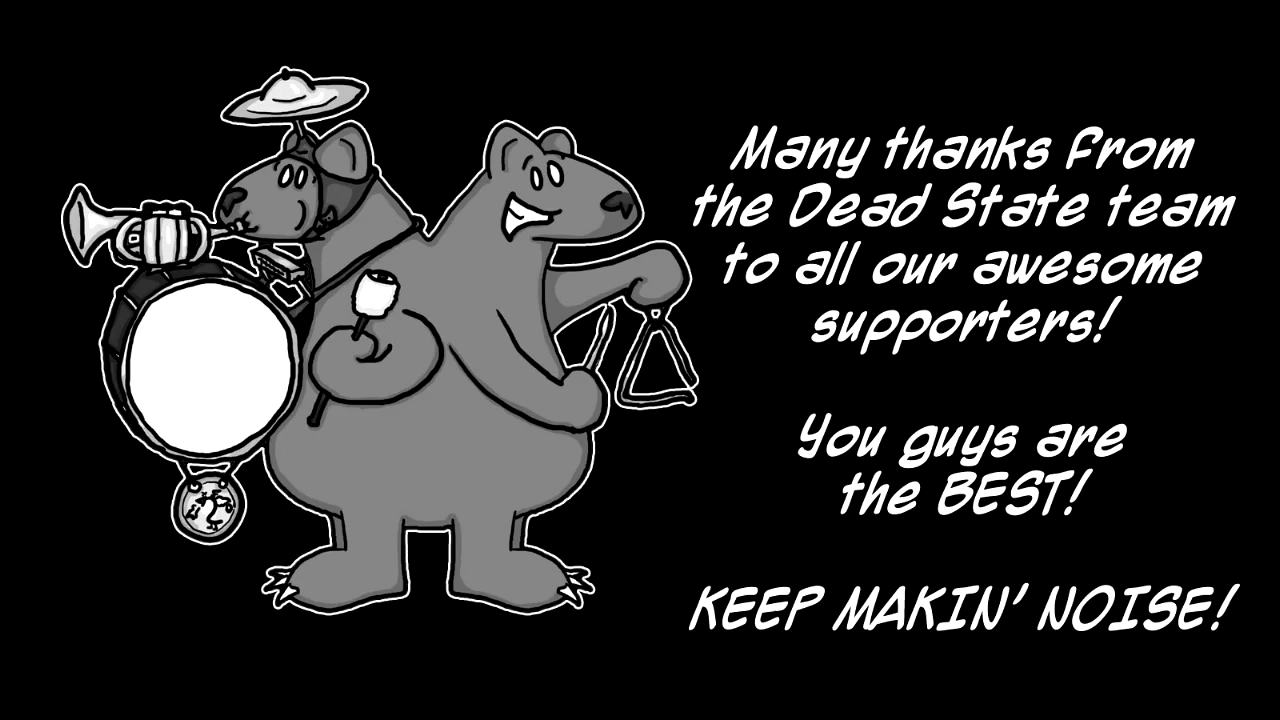 Many thanks from
the Dead State team
to all our awesome
supporters!
You guys are
the BEST!
KEEP MAKIN' NOISE!